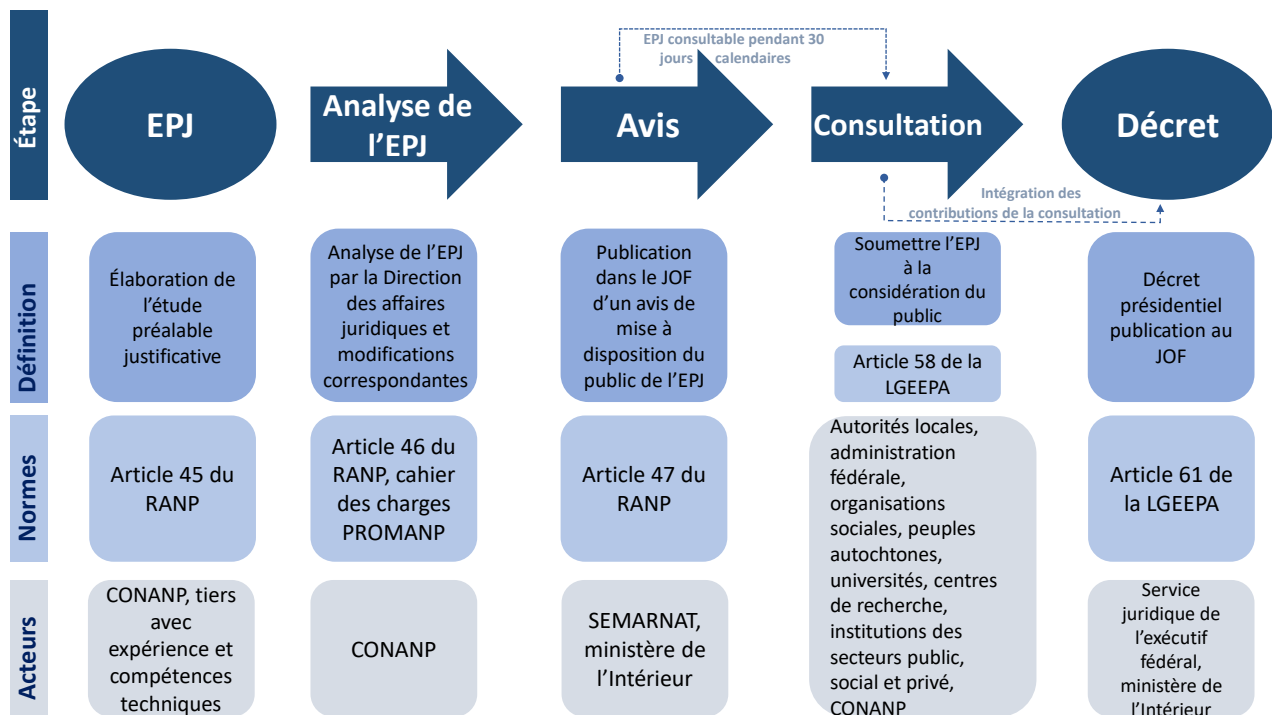 Étape
EPJ
Analyse de
l’EPJ
Avis
Consultation
Décret
EPJ consultable pendant 30
jours calendaires
Intégration des
contributions de la consultation
Définition
Élaboration de
l’étude
préalable
justificative
Analyse de l’EPJ
par la Direction
des affaires
juridiques et
modifications
correspondantes
Publication
dans le JOF
d’un avis de
mise à
disposition du
public de l’EPJ
Soumettre l’EPJ
à la
considération du
public
Décret
présidentiel
publication au
JOF
Normes
Article 45 du
RANP
Article 46 du
RANP, cahier
des charges
PROMANP
Article 47 du
RANP
Article 58 de la
LGEEPA
Article 61 de
la LGEEPA
Acteurs
CONANP, tiers
avec
expérience et
compétences
techniques
CONANP
SEMARNAT,
ministère de
l’Intérieur
Autorités locales,
administration
fédérale,
organisations
sociales, peuples
autochtones,
universités, centres
de recherche,
institutions des
secteurs public,
social et privé,
CONANP
Service
juridique de
l’exécutif
fédéral,
ministère de
l’Intérieur